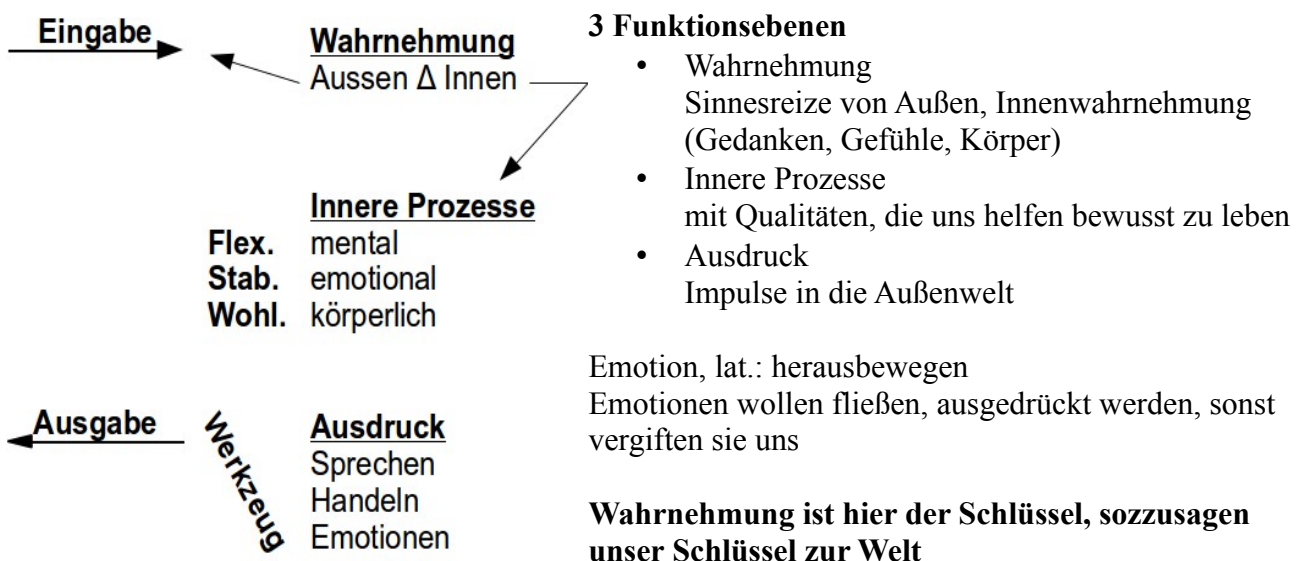 Eingabe
Wahrnehmung
Aussen Δ Innen
Innere Prozesse
Flex. mental
Stab. emotional
Wohl. körperlich
Ausgabe
Werkzeug
Ausdruck
Sprechen
Handeln
Emotionen
3 Funktionsebenen
• Wahrnehmung
Sinnesreize von Außen, Innenwahrnehmung
(Gedanken, Gefühle, Körper)
• Innere Prozesse
mit Qualitäten, die uns helfen bewusst zu leben
• Ausdruck
Impulse in die Außenwelt
Emotion, lat.: herausbewegen
Emotionen wollen fließen, ausgedrückt werden, sonst
vergiften sie uns
Wahrnehmung ist hier der Schlüssel, sozzusagen
unser Schlüssel zur Welt